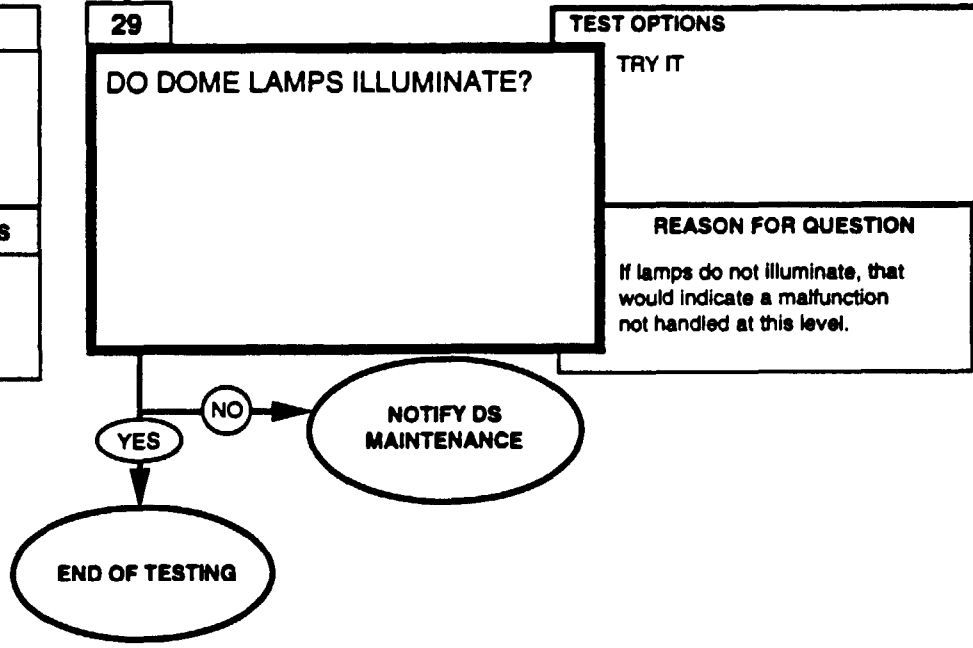 29
DO DOME LAMPS ILLUMINATE?
TEST OPTIONS
TRY IT
S
REASON FOR QUESTION
If lamps do not illuminate, that
would indicate a malfunction
not handled at this level.
NO
YES
NOTIFY DS
MAINTENANCE
END OF TESTING